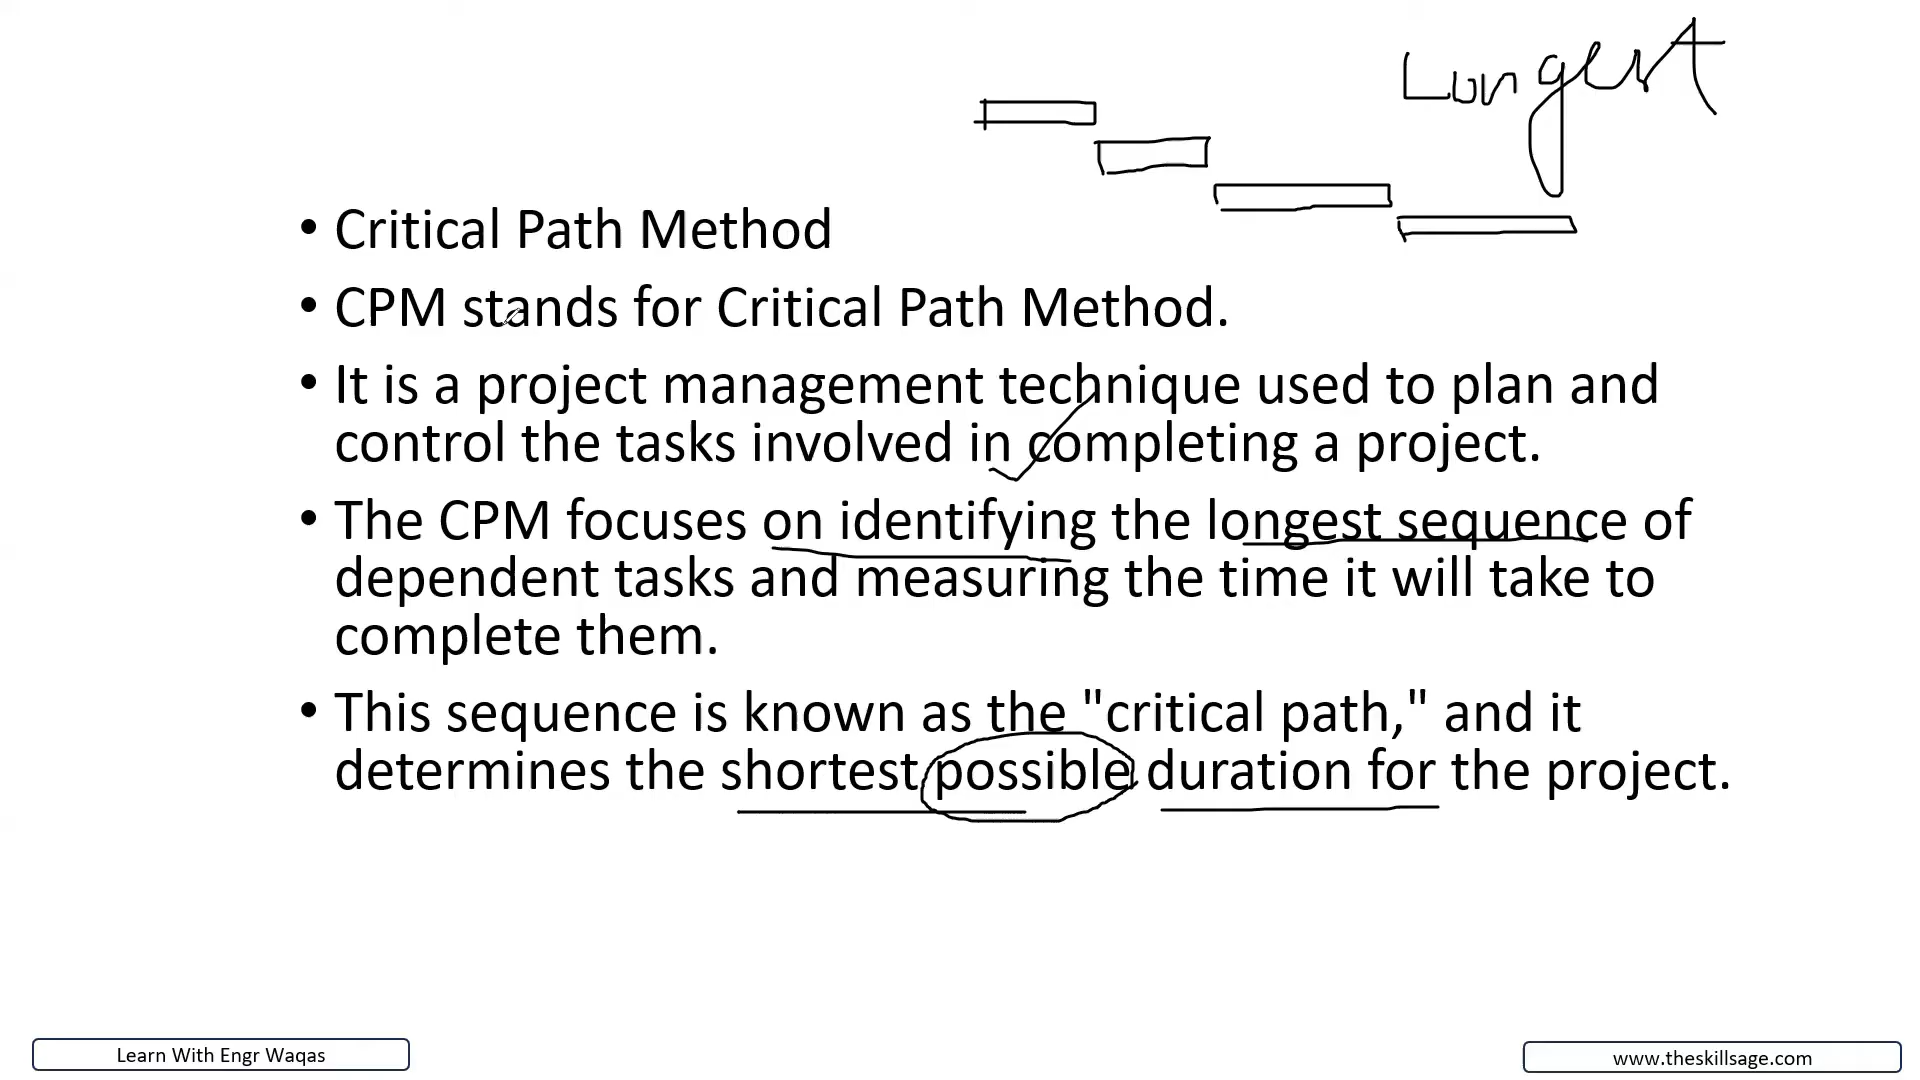 Longest
• Critical Path Method
• CPM stands for Critical Path Method.
• It is a project management technique used to plan and
control the tasks involved in completing a project.
• The CPM focuses on identifying the longest sequence of
dependent tasks and measuring the time it will take to
complete them.
• This sequence is known as the "critical path," and it
determines the shortest possible duration for the project.
Learn With Engr Waqas
www.theskillsage.com